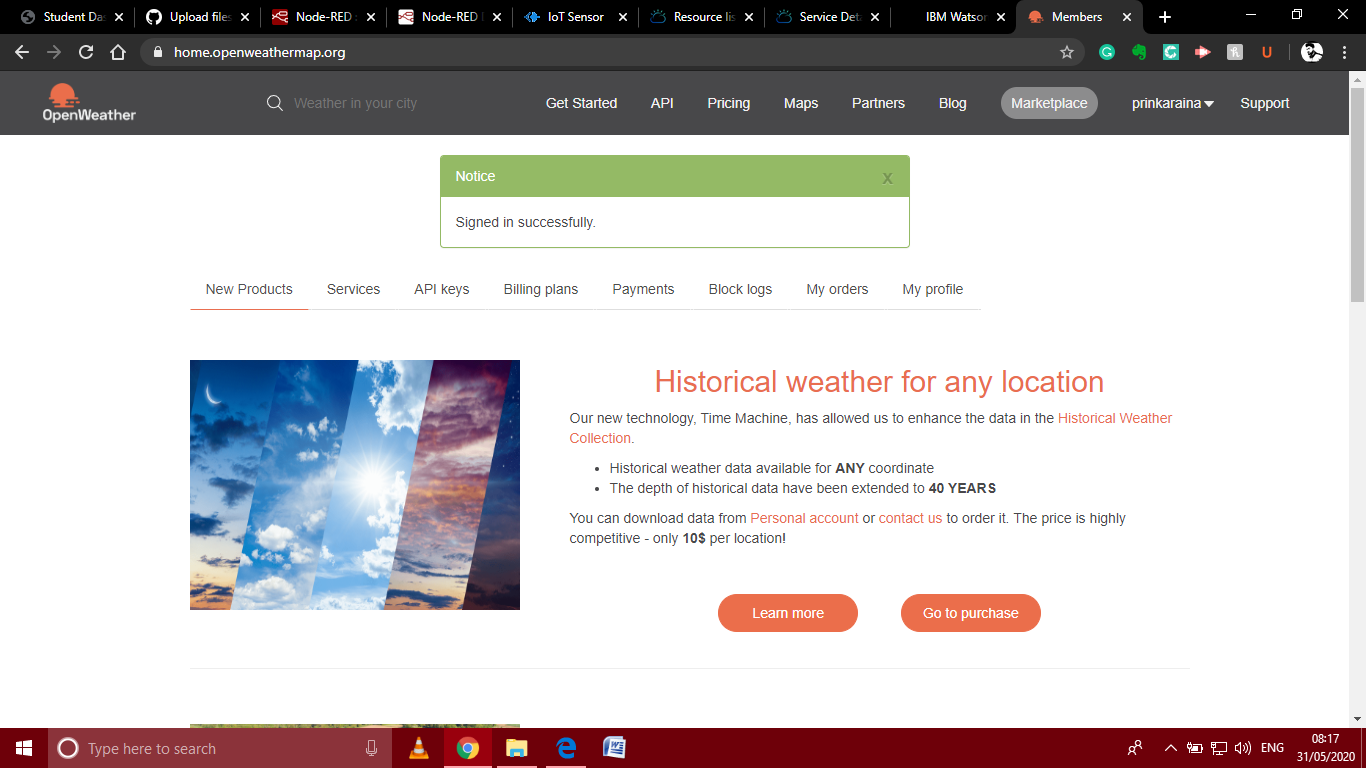 Student Das
Upload files
Node-RED
Node-RED
IoT Sensor
Resource lis
Service Deta
IBM Watson
Members
home.openweathermap.org
OpenWeather
Weather in your city
Get Started
API
Pricing
Maps
Partners
Blog
Marketplace
prinkaraina
Support
Notice
x
Signed in successfully.
New Products
Services
API keys
Billing plans
Payments
Block logs
My orders
My profile
Historical weather for any location
Our new technology, Time Machine, has allowed us to enhance the data in the Historical Weather
Collection.
• Historical weather data available for ANY coordinate
• The depth of historical data have been extended to 40 YEARS
You can download data from Personal account or contact us to order it. The price is highly
competitive - only 10$ per location!
Learn more
Go to purchase
Type here to search
ENG
08:17
31/05/2020